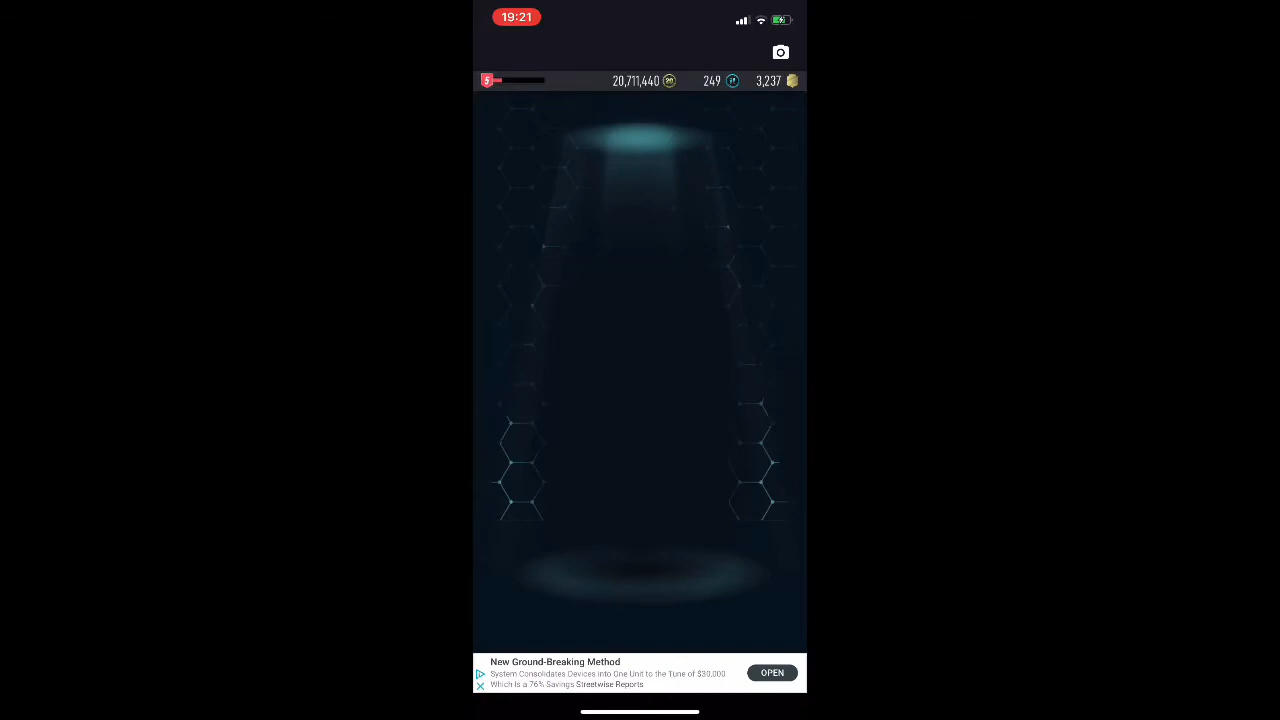 19:21
5 20,711,440 249 3,237
New Ground-Breaking Method
System Consolidates Devices into One Unit to the Tune of $30,000
Which Is a 76% Savings Streetwise Reports
OPEN